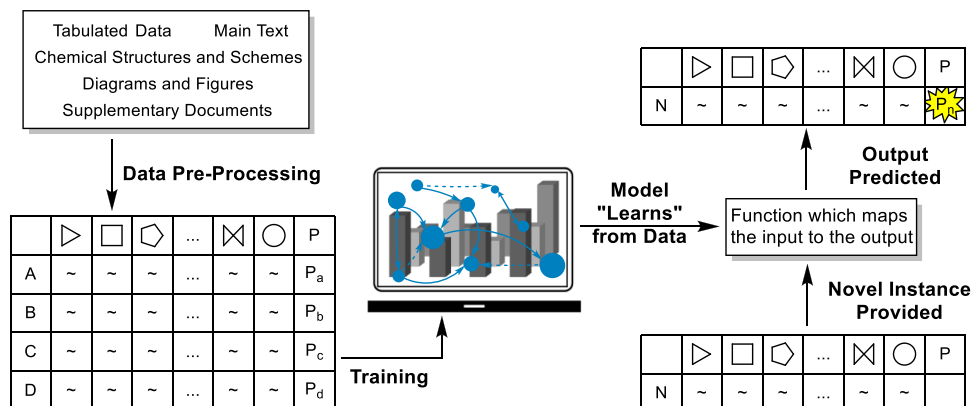 Tabulated Data Main Text
Chemical Structures and Schemes
Diagrams and Figures
Supplementary Documents
Data Pre-Processing
... P
A ~ ~ ~ ... ~ ~ Pa
B ~ ~ ~ ... ~ ~ Pb
C ~ ~ ~ ... ~ ~ Pc
D ~ ~ ~ ... ~ ~ Pd
Training
Model
"Learns"
from Data
Function which maps
the input to the output
Novel Instance
Provided
... P
N ~ ~ ~ ... ~ ~
Output
Predicted
... P
N ~ ~ ~ ... ~ ~ Pn